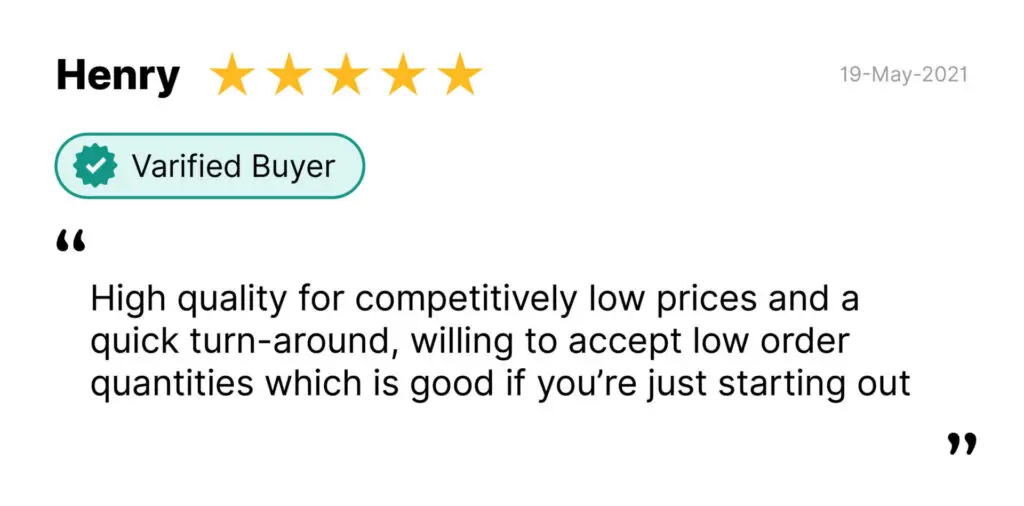 Henry
19-May-2021
Varified Buyer
“
High quality for competitively low prices and a
quick turn-around, willing to accept low order
quantities which is good if you’re just starting out
”